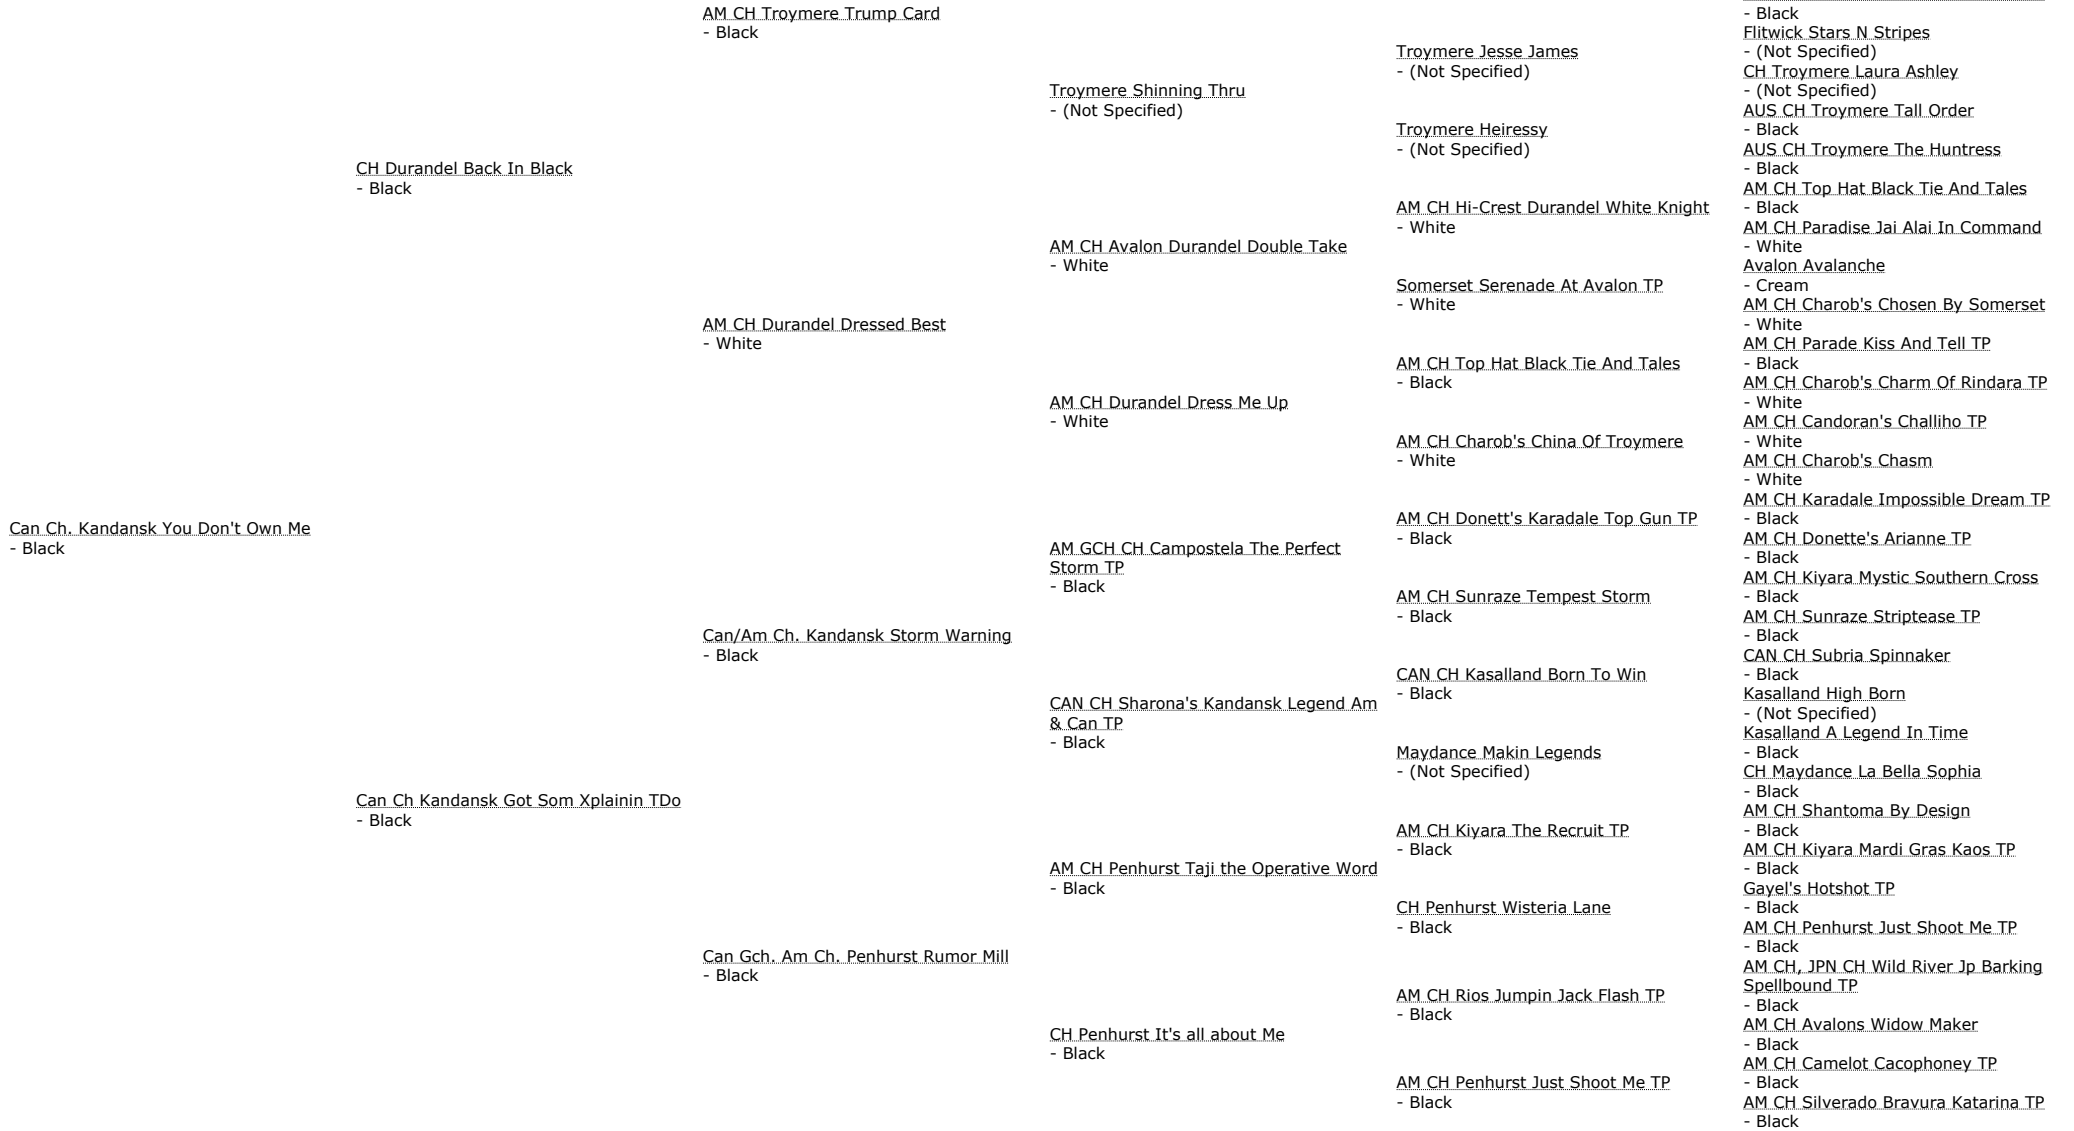 AM CH Troymere Trump Card
- Black
Troymere Shinning Thru
- (Not Specified)
Troymere Jesse James
- (Not Specified)
Troymere Heiressy
- (Not Specified)
- Black
Flitwick Stars N Stripes
- (Not Specified)
CH Troymere Laura Ashley
- (Not Specified)
AUS CH Troymere Tall Order
- Black
AUS CH Troymere The Huntress
- Black
CH Durandel Back In Black
- Black
AM CH Durandel Dressed Best
- White
AM CH Avalon Durandel Double Take
- White
AM CH Hi-Crest Durandel White Knight
- White
AM CH Top Hat Black Tie And Tales
- Black
AM CH Paradise Jai Alai In Command
- White
Somerset Serenade At Avalon TP
- White
Avalon Avalanche
- Cream
AM CH Charob's Chosen By Somerset
- White
AM CH Durandel Dress Me Up
- White
AM CH Top Hat Black Tie And Tales
- Black
AM CH Parade Kiss And Tell TP
- Black
AM CH Charob's Charm Of Rindara TP
- White
AM CH Charob's China Of Troymere
- White
AM CH Candoran's Challiho TP
- White
AM CH Charob's Chasm
- White
Can Ch. Kandansk You Don't Own Me
- Black
Can/Am Ch. Kandansk Storm Warning
- Black
AM GCH CH Campostela The Perfect
Storm TP
- Black
AM CH Donett's Karadale Top Gun TP
- Black
AM CH Karadale Impossible Dream TP
- Black
AM CH Donette's Arianne TP
- Black
AM CH Sunraze Tempest Storm
- Black
AM CH Kiyara Mystic Southern Cross
- Black
AM CH Sunraze Striptease TP
- Black
CAN CH Sharona's Kandansk Legend Am
& Can TP
- Black
CAN CH Kasalland Born To Win
- Black
CAN CH Subria Spinnaker
- Black
Kasalland High Born
- (Not Specified)
Maydance Makin Legends
- (Not Specified)
Kasalland A Legend In Time
- Black
CH Maydance La Bella Sophia
- Black
Can Ch Kandansk Got Som Xplainin TDo
- Black
Can Gch. Am Ch. Penhurst Rumor Mill
- Black
AM CH Penhurst Taji the Operative Word
- Black
AM CH Kiyara The Recruit TP
- Black
AM CH Shantoma By Design
- Black
AM CH Kiyara Mardi Gras Kaos TP
- Black
CH Penhurst Wisteria Lane
- Black
Gayel's Hotshot TP
- Black
AM CH Penhurst Just Shoot Me TP
- Black
CH Penhurst It's all about Me
- Black
AM CH Rios Jumpin Jack Flash TP
- Black
AM CH, JPN CH Wild River Jp Barking
Spellbound TP
- Black
AM CH Avalons Widow Maker
- Black
AM CH Penhurst Just Shoot Me TP
- Black
AM CH Camelot Cacophoney TP
- Black
AM CH Silverado Bravura Katarina TP
- Black